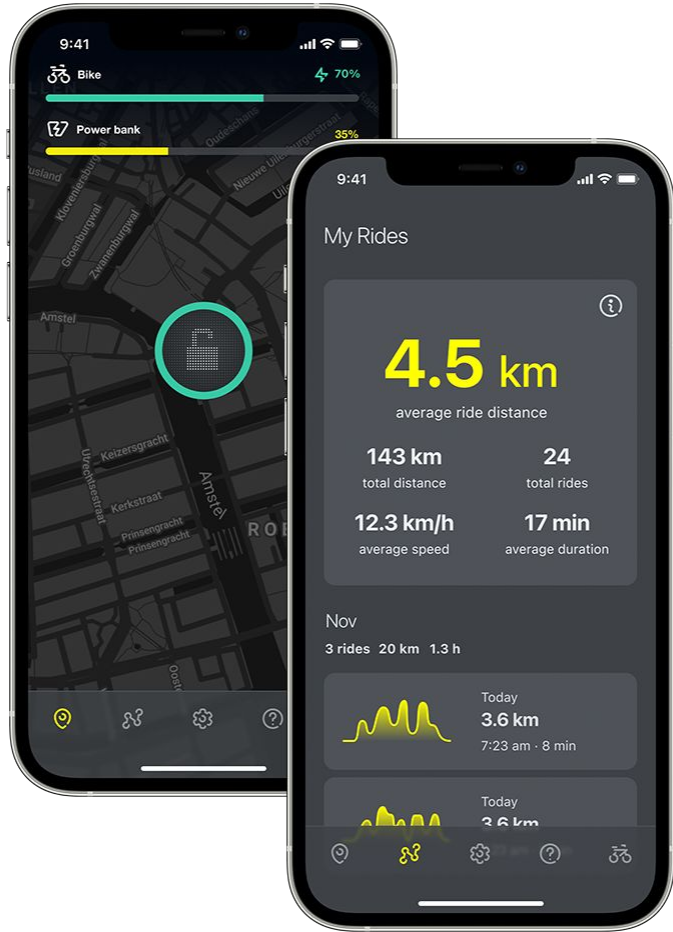 9:41
Bike
70%
Power bank
35%
Oudeschans
Nieuwe Uilenburgerstraat
Kloveniersburgwal
Groenburgwal
Zwanenburgwal
Amstel
Keizersgracht
Utrechtsestraat
Kerkstraat
Amstel
Prinsengracht
Prinsengracht
9:41
My Rides
4.5 km
average ride distance
143 km
total distance
24
total rides
12.3 km/h
average speed
17 min
average duration
Nov
3 rides 20 km 1.3 h
Today
3.6 km
7:23 am · 8 min
Today
3.6 km